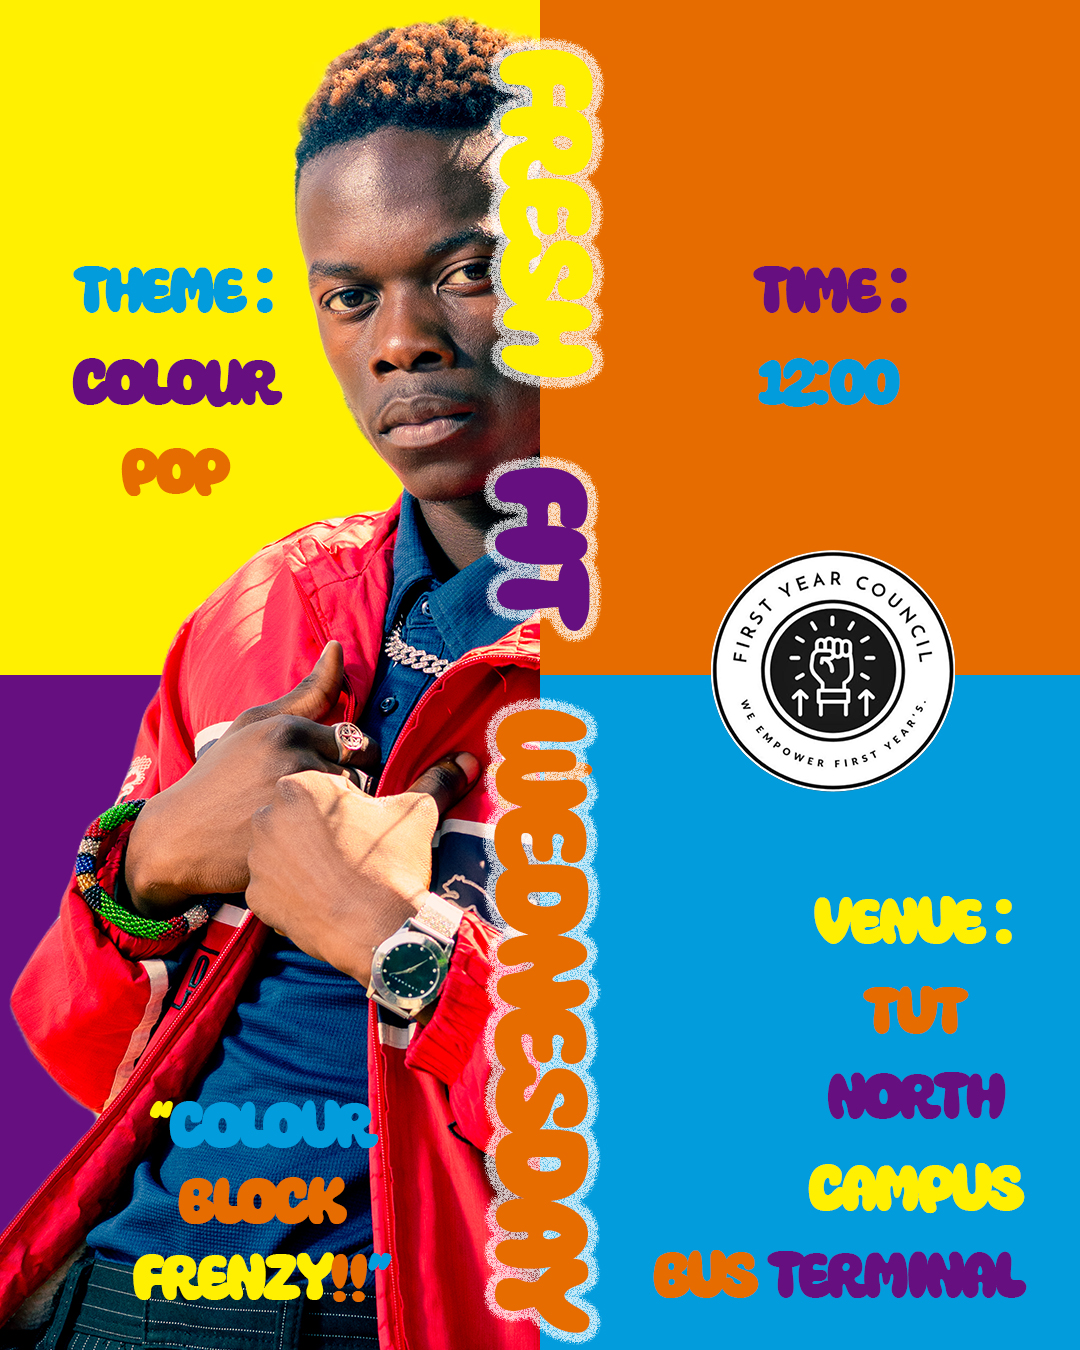 FRESH FIT WEDNESDAY
THEME :
COLOUR
POP
TIME :
12:00
FIRST YEAR COUNCIL
WE EMPOWER FIRST YEAR'S.
VENUE :
TUT
NORTH
CAMPUS
BUS TERMINAL
"COLOUR
BLOCK
FRENZY!!"